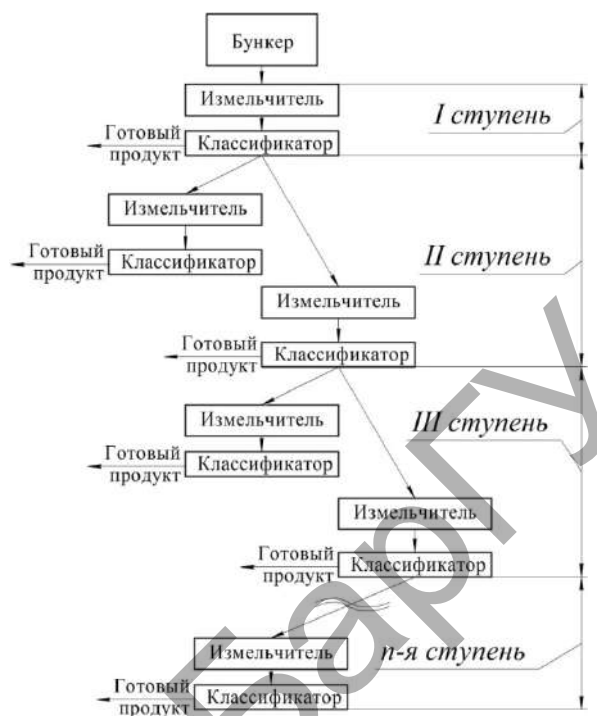 Бункер
Измельчитель
I ступень
Готовый
продукт
Классификатор
Измельчитель
Готовый
продукт
Классификатор
II ступень
Измельчитель
Готовый
продукт
Классификатор
Измельчитель
III ступень
Готовый
продукт
Классификатор
Измельчитель
Готовый
продукт
Классификатор
Измельчитель
n-я ступень
Готовый
продукт
Классификатор
БарГУ